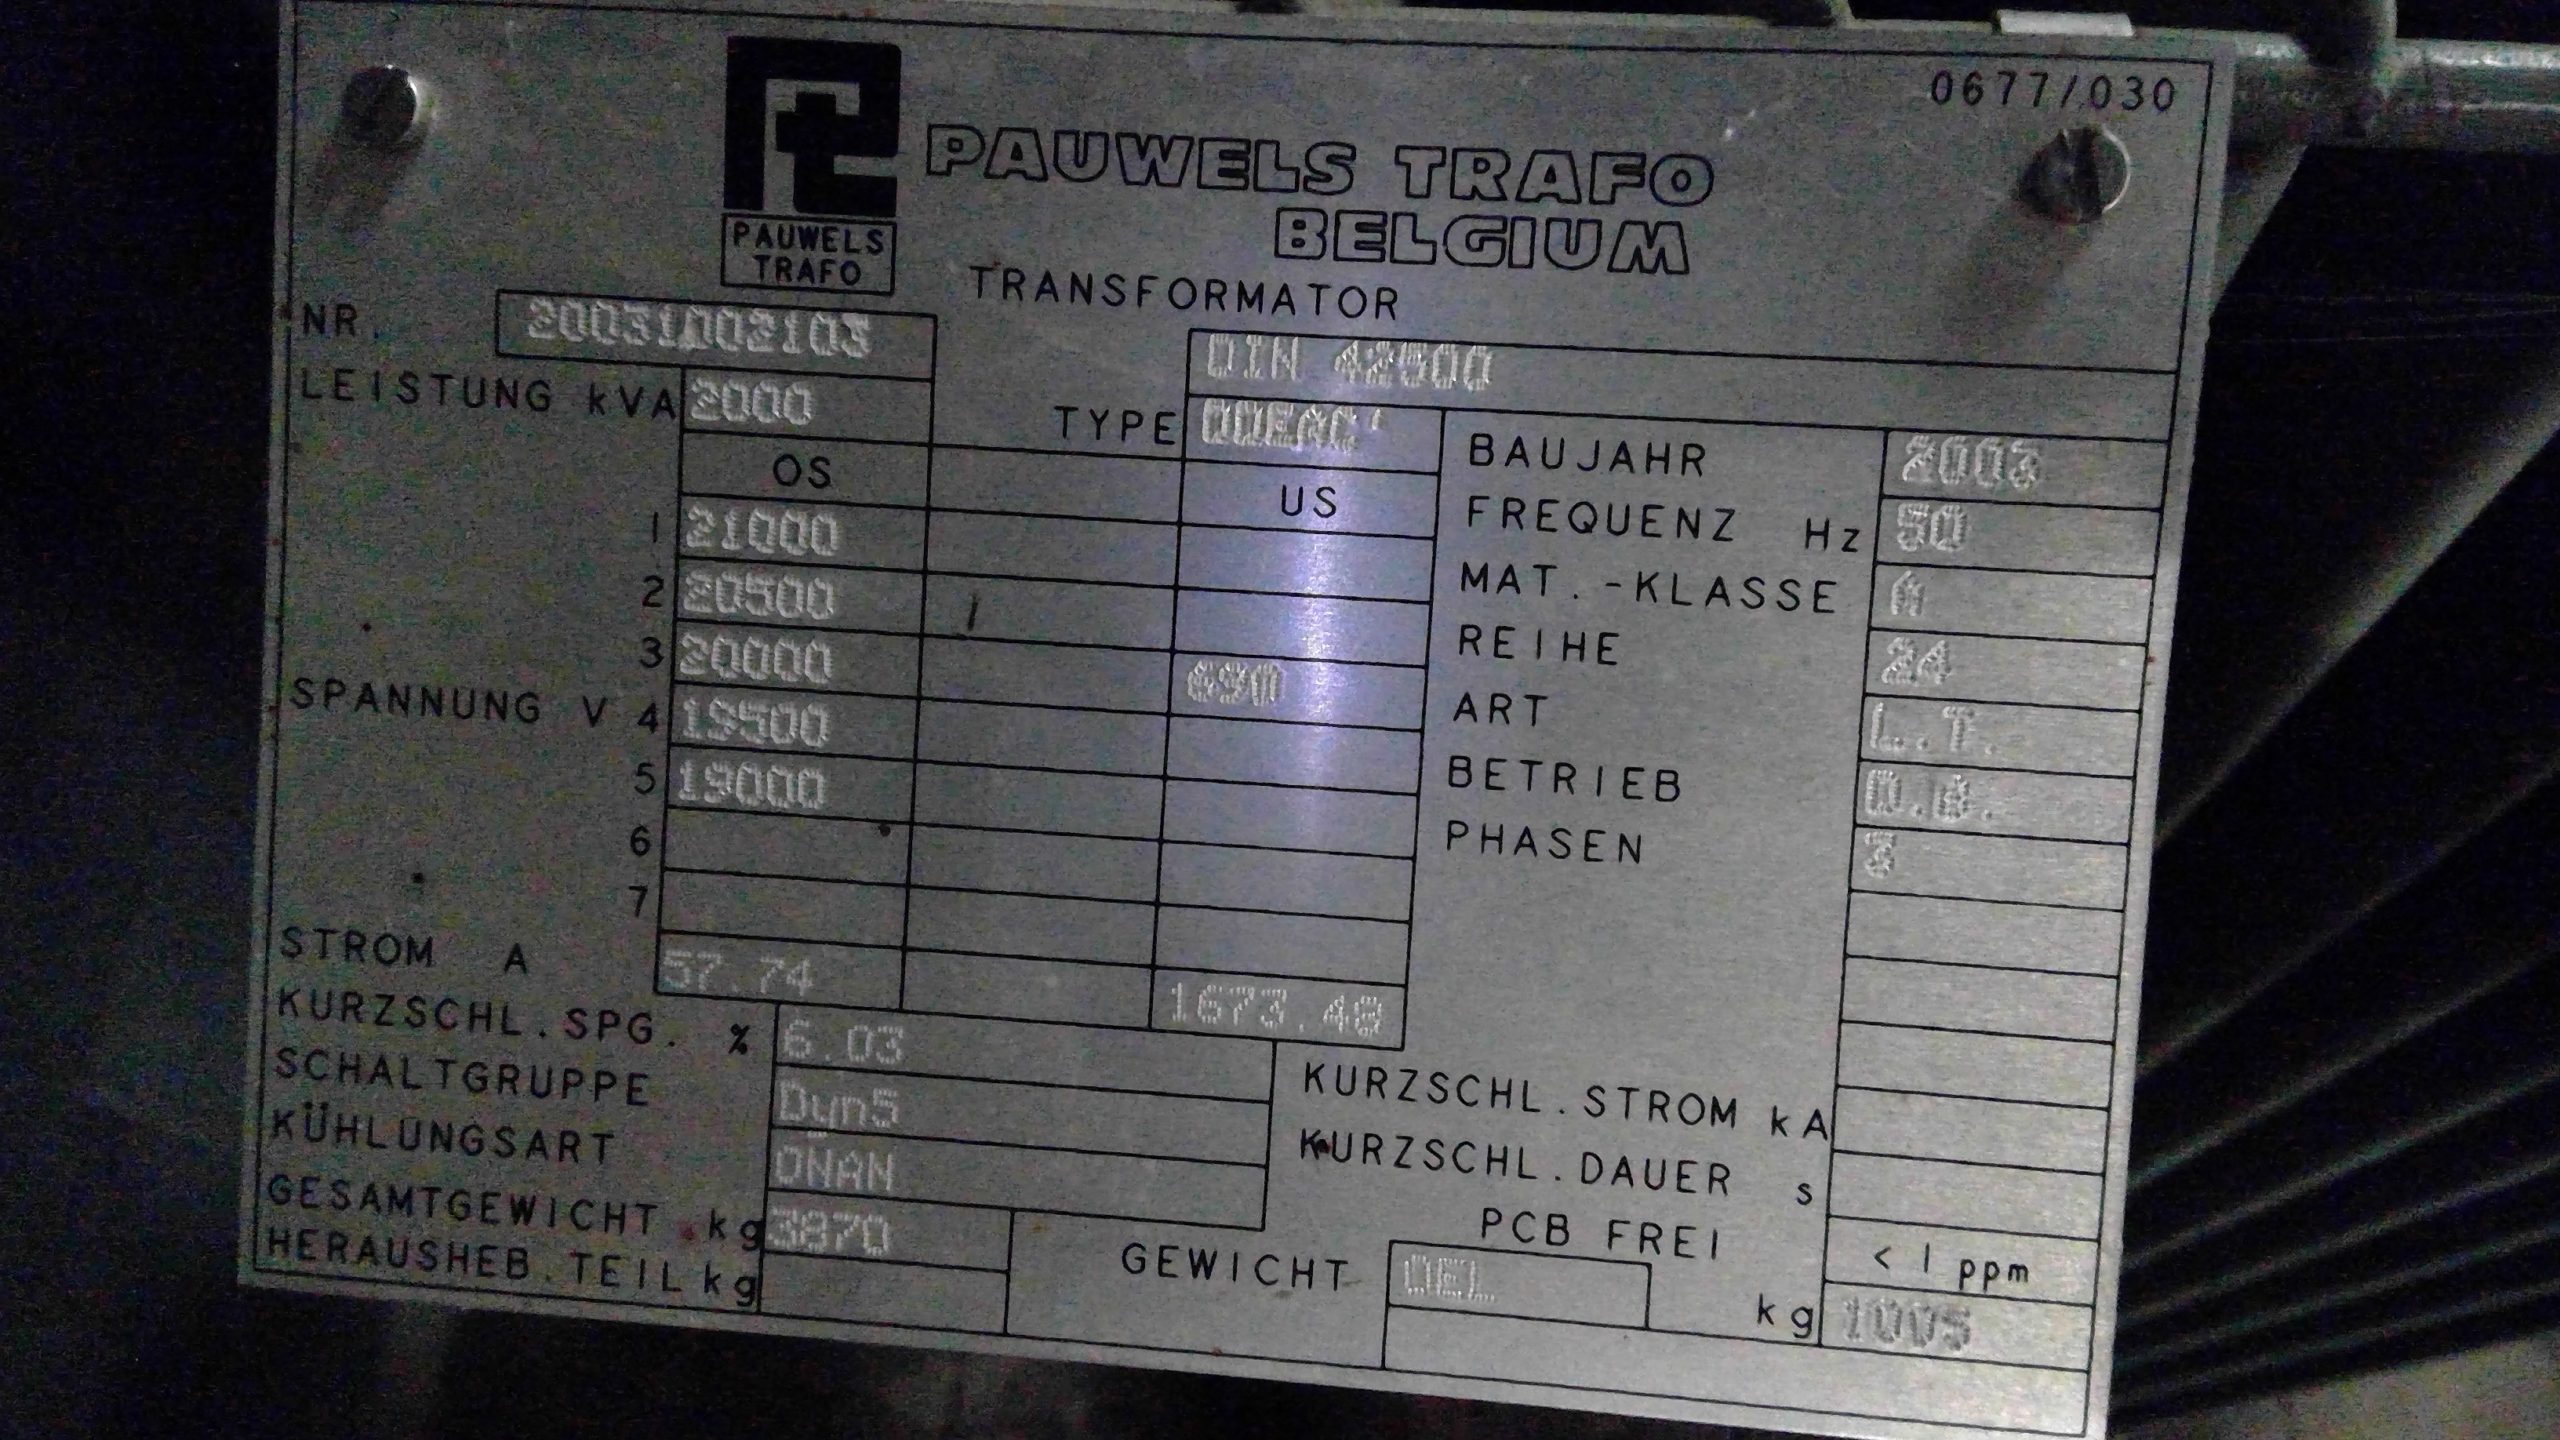 0677/030
PAUWELS TRAFO
BELGIUM
PAUWELS
TRAFO
TRANSFORMATOR
NR. 20031002103
DIN 42500
LEISTUNG kVA 2000
TYPE
OS US
1 21000
2 20500
3 20000 690
SPANNUNG V 4 19500
5 19000
6
7
STROM A 57.74 1673.48
BAUJAHR 2003
FREQUENZ Hz 50
MAT.-KLASSE A
REIHE 24
ART L.T.
BETRIEB
PHASEN 3
KURZSCHL.SPG. % 6.03
SCHALTGRUPPE Dyn5
KÜHLUNGSART ONAN
GESAMTGEWICHT kg 3870
HERAUSHEB.TEIL kg
KURZSCHL.STROM kA
KURZSCHL.DAUER s
PCB FREI < 1 ppm
GEWICHT OEL kg 1005